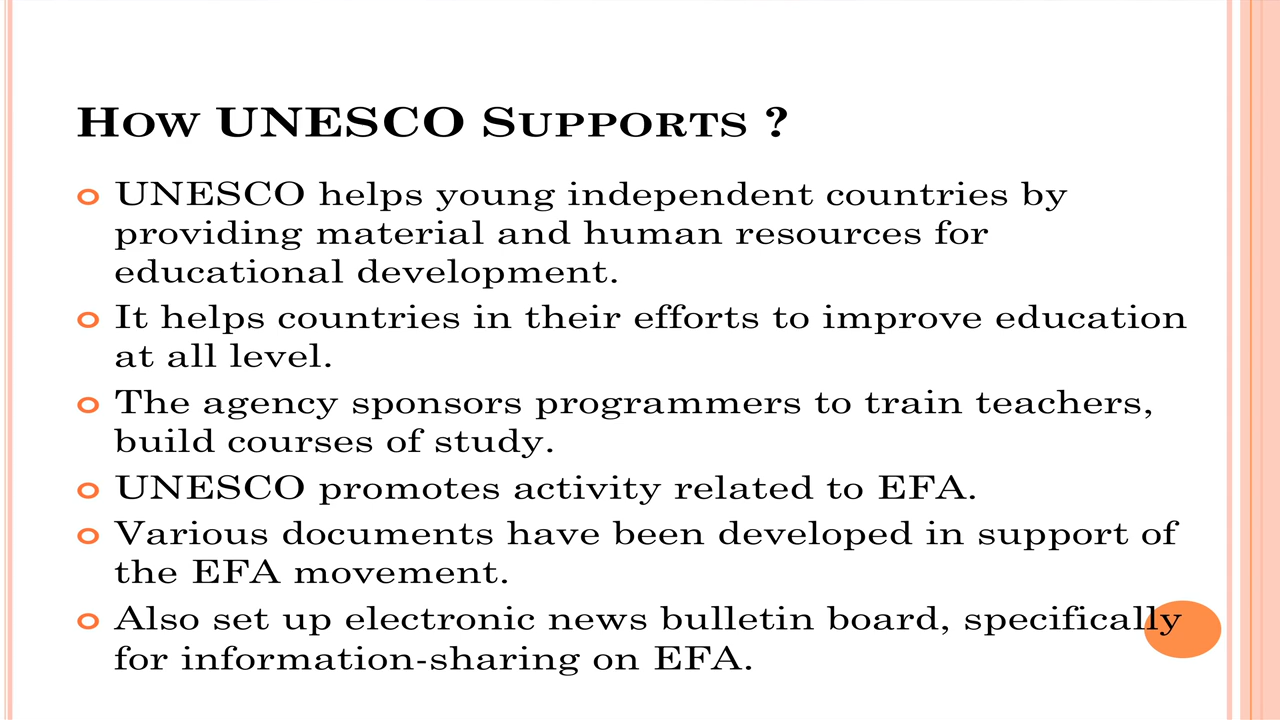 How UNESCO Supports ?
UNESCO helps young independent countries by
providing material and human resources for
educational development.
It helps countries in their efforts to improve education
at all level.
The agency sponsors programmers to train teachers,
build courses of study.
UNESCO promotes activity related to EFA.
Various documents have been developed in support of
the EFA movement.
Also set up electronic news bulletin board, specifically
for information-sharing on EFA.